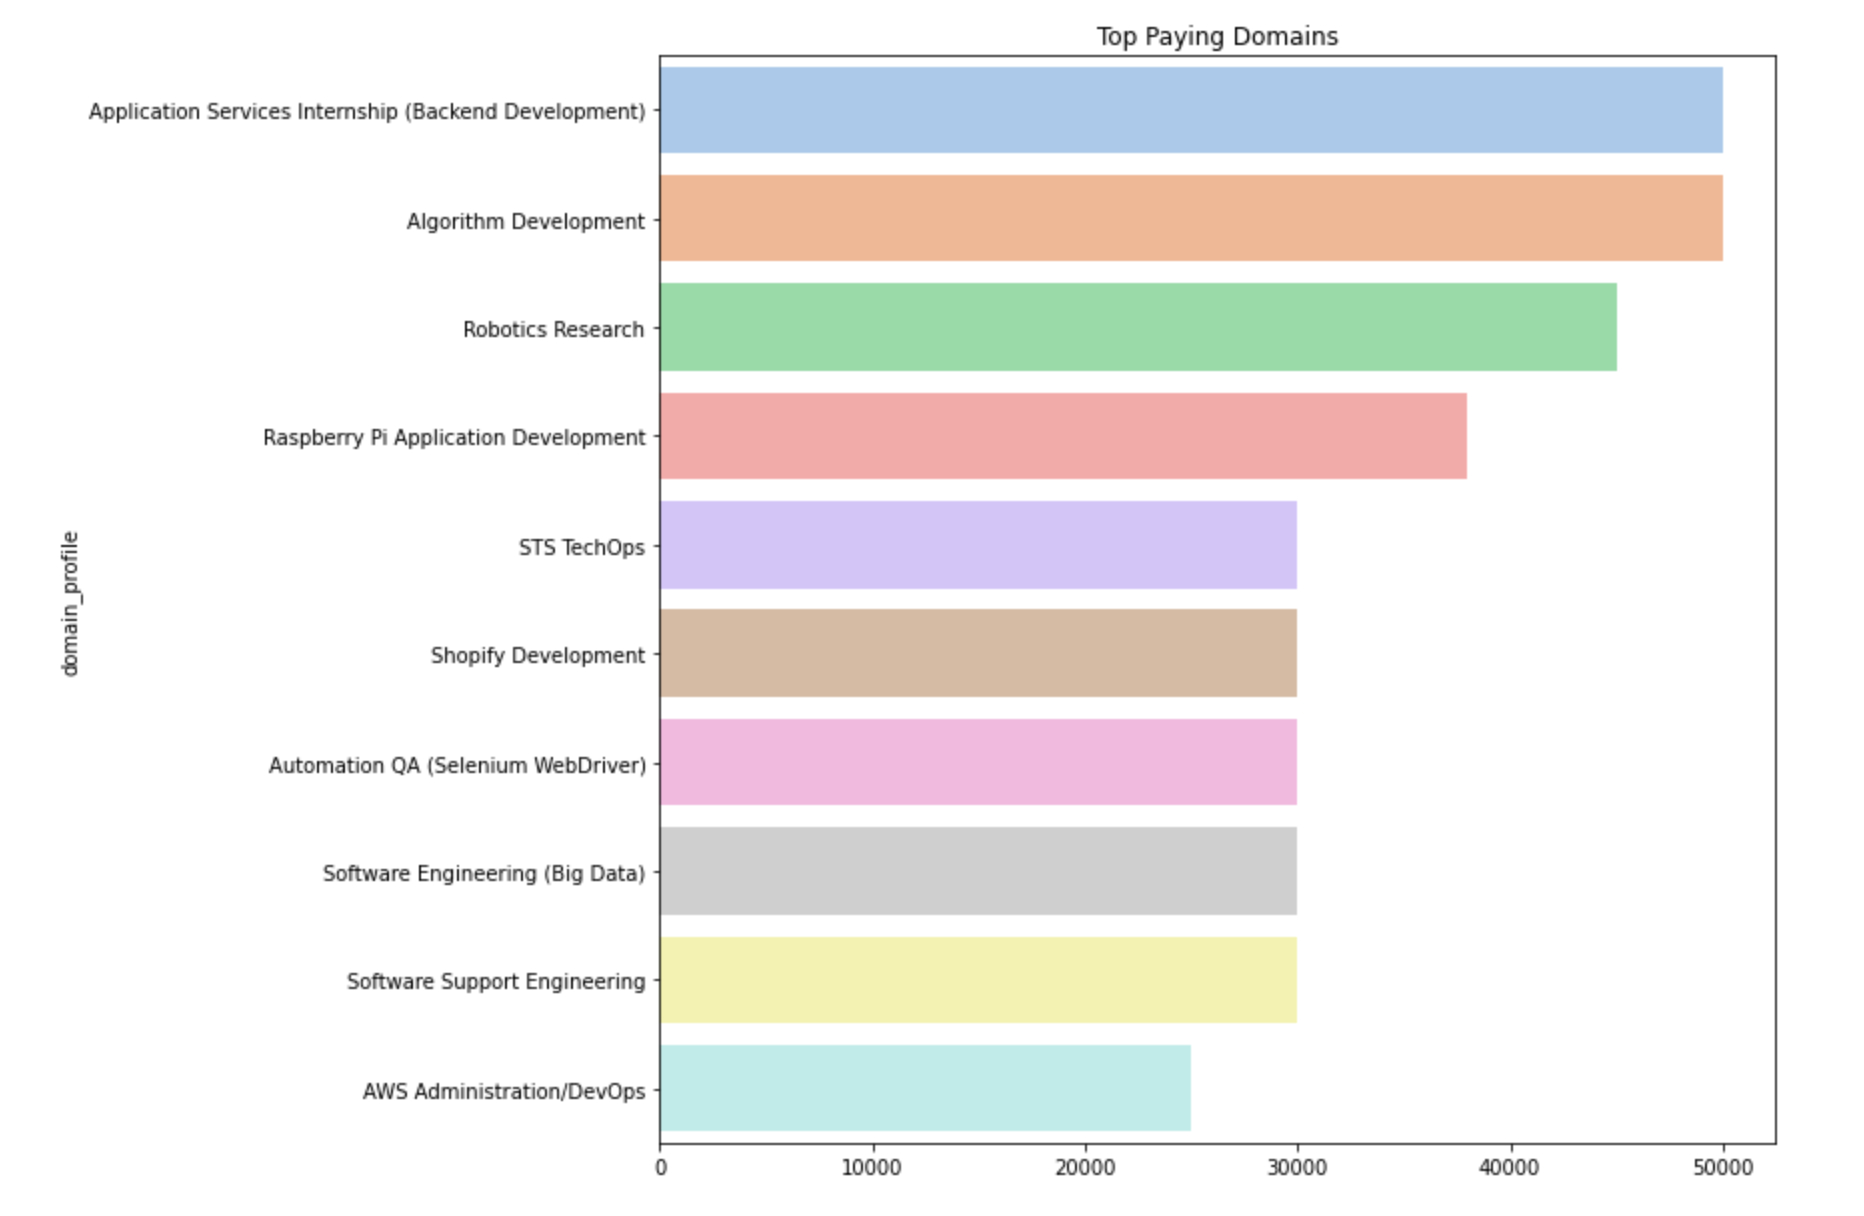 Top Paying Domains
Application Services Internship (Backend Development)
Algorithm Development
Robotics Research
Raspberry Pi Application Development
STS TechOps
Shopify Development
Automation QA (Selenium WebDriver)
Software Engineering (Big Data)
Software Support Engineering
AWS Administration/DevOps
domain_profile
0 10000 20000 30000 40000 50000